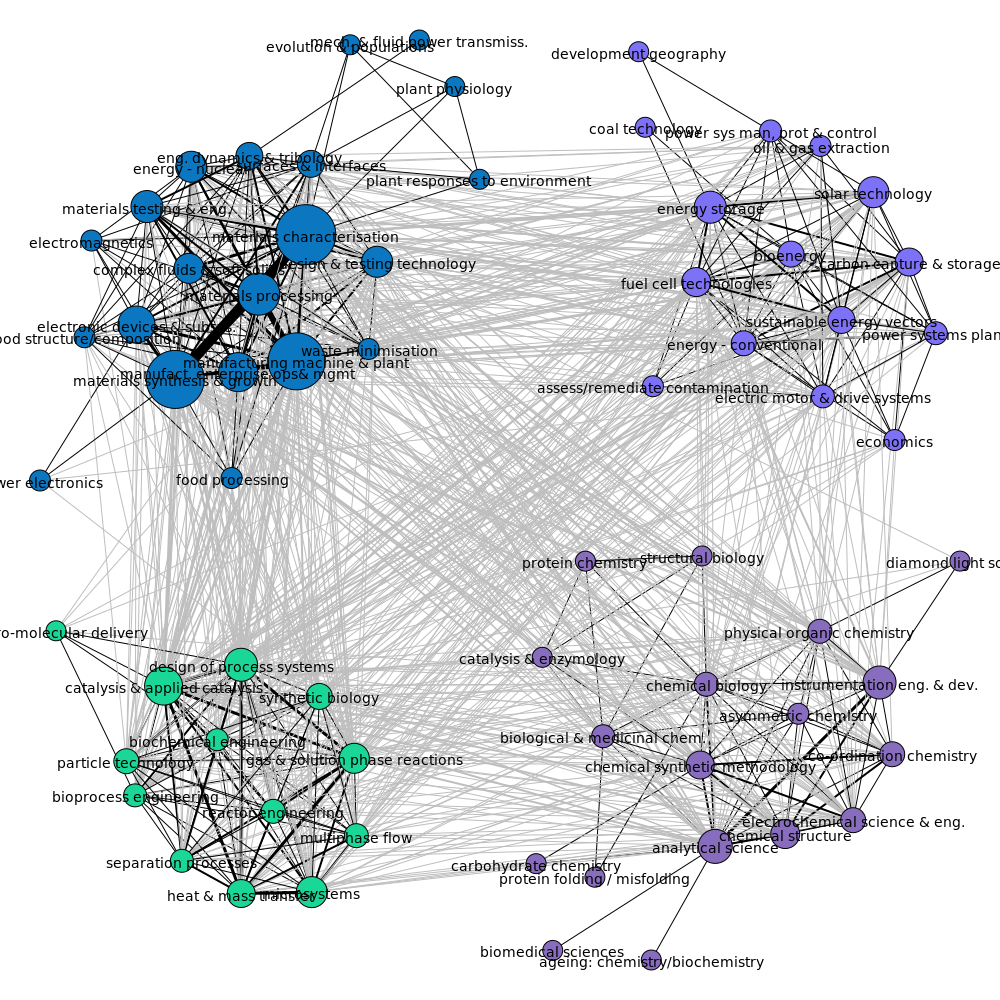 mech. & fluid power transmiss.
evolution & populations
development geography
plant physiology
coal technology
power sys man, prot & control
oil & gas extraction
eng. dynamics & tribology
energy - nuclear
surfaces & interfaces
plant responses to environment
solar technology
materials testing & eng.
energy storage
electromagnetics
materials characterisation
bioenergy
carbon capture & storage
complex fluids & soft solids
design & testing technology
fuel cell technologies
materials processing
sustainable energy vectors
electronic devices & subsys.
power systems plan
ood structure/composition
energy - conventional
waste minimisation
manufacturing machine & plant
manufact. enterprise ops& mgmt
materials synthesis & growth
assess/remediate contamination
electric motor & drive systems
economics
food processing
wer electronics
structural biology
protein chemistry
diamond light so
ro-molecular delivery
physical organic chemistry
catalysis & enzymology
design of process systems
catalysis & applied catalysis
chemical biology
instrumentation eng. & dev.
synthetic biology
asymmetric chemistry
biological & medicinal chem.
biochemical engineering
co-ordination chemistry
gas & solution phase reactions
particle technology
chemical synthetic methodology
bioprocess engineering
reactor engineering
electrochemical science & eng.
multiphase flow
chemical structure
analytical science
separation processes
carbohydrate chemistry
protein folding / misfolding
heat & mass transfer
microsystems
biomedical sciences
ageing: chemistry/biochemistry